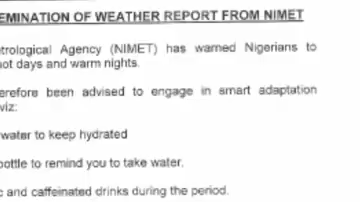 EMINATION OF WEATHER REPORT FROM NIMET
trological Agency (NIMET) has warned Nigerians to
hot days and warm nights.
erefore been advised to engage in smart adaptation
viz:
water to keep hydrated
bottle to remind you to take water.
c and caffeinated drinks during the period.